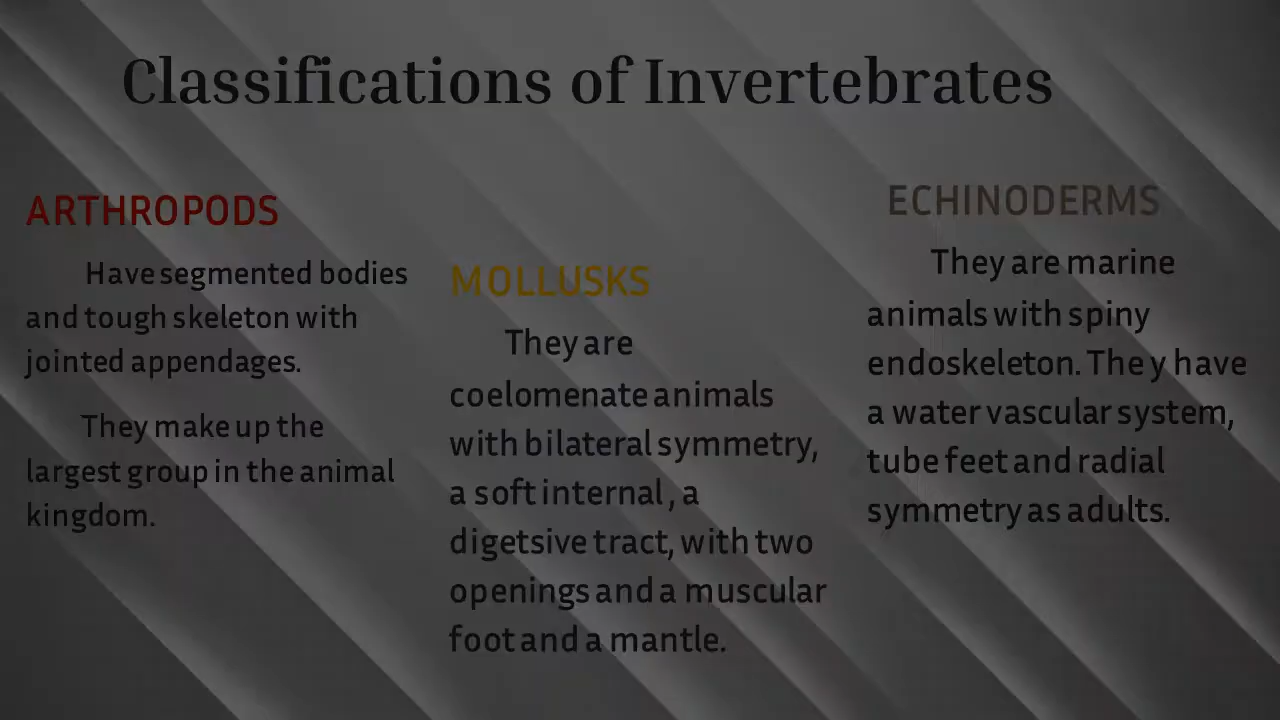 Classifications of Invertebrates
ARTHROPODS
Have segmented bodies
and tough skeleton with
jointed appendages.
They make up the
largest group in the animal
kingdom.
MOLLUSKS
They are
coelomenate animals
with bilateral symmetry,
a soft internal , a
digetsive tract, with two
openings and a muscular
foot and a mantle.
ECHINODERMS
They are marine
animals with spiny
endoskeleton. The y have
a water vascular system,
tube feet and radial
symmetry as adults.